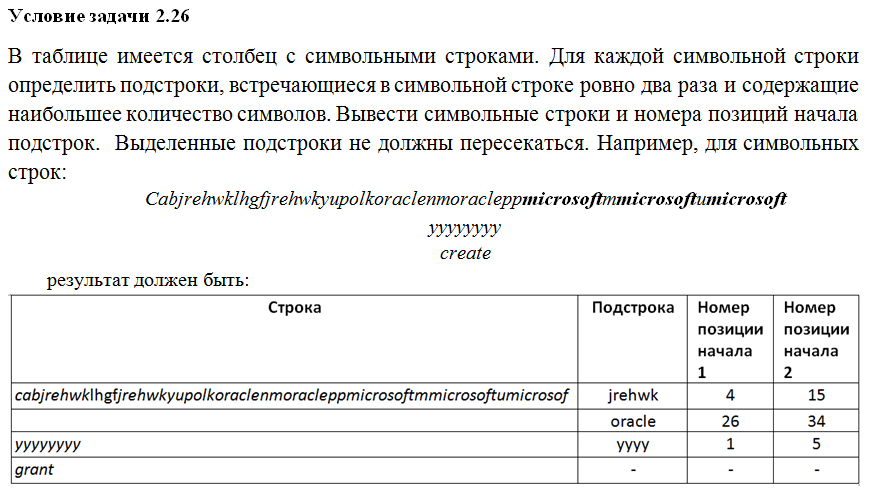 Условие задачи 2.26
В таблице имеется столбец с символьными строками. Для каждой символьной строки
определить подстроки, встречающиеся в символьной строке ровно два раза и содержащие
наибольшее количество символов. Вывести символьные строки и номера позиций начала
подстрок. Выделенные подстроки не должны пересекаться. Например, для символьных
строк:
Cabjrehwklhgfjrehwkyupolkoraclenmoracleppmicrosoftmmicrosoftumicrosoft
yyyyyyyy
create
результат должен быть:
Строка Подстрока Номер позиции начала 1 Номер позиции начала 2
cabjrehwklhgfjrehwkyupolkoraclenmoracleppmicrosoftmmicrosoftumicrosof jrehwk 4 15
oracle 26 34
yyyyyyyy yyyy 1 5
grant - - -